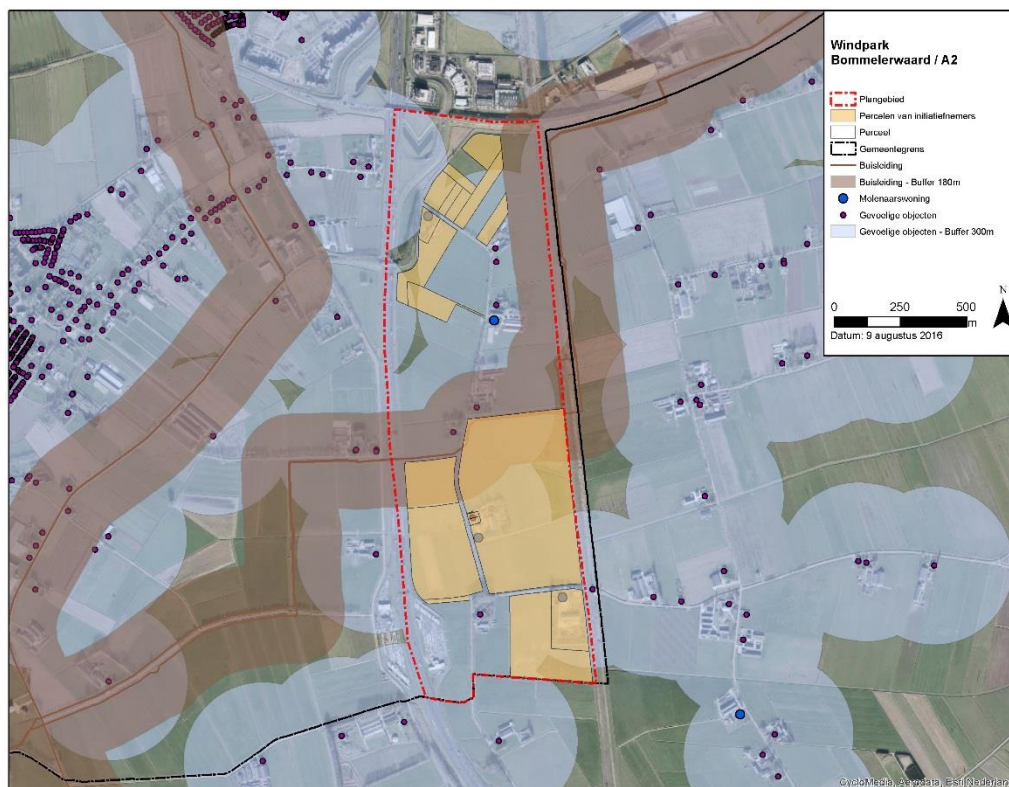 Windpark
Bommelerwaard / A2
Plangebied
Percelen van initiatiefnemers
Perceel
Gemeentegrens
Buisleiding
Buisleiding - Buffer 180m
Molenaarswoning
Gevoelige objecten
Gevoelige objecten - Buffer 300m
N
0 250 500
m
Datum: 9 augustus 2016
CycloMedia, Aerodata, Esri Nederland